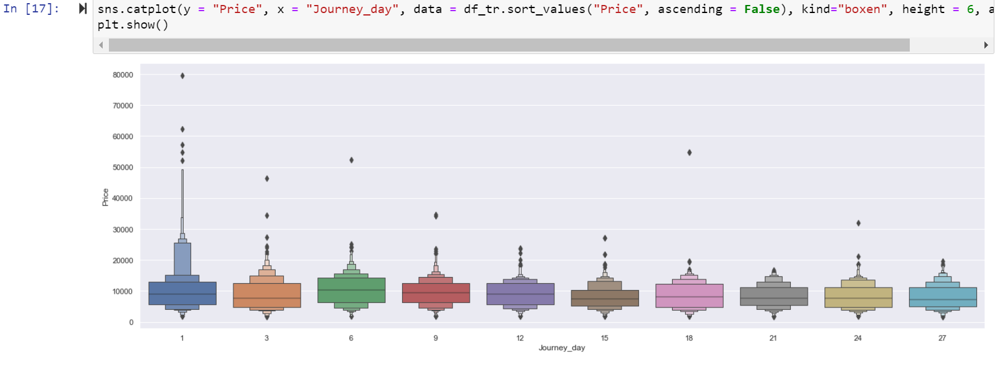 In [17]:
sns.catplot(y = "Price", x = "Journey_day", data = df_tr.sort_values("Price", ascending = False), kind="boxen", height = 6, a
plt.show()
80000
70000
60000
50000
40000
30000
20000
10000
0
Price
1 3 6 9 12 15 18 21 24 27
Journey_day